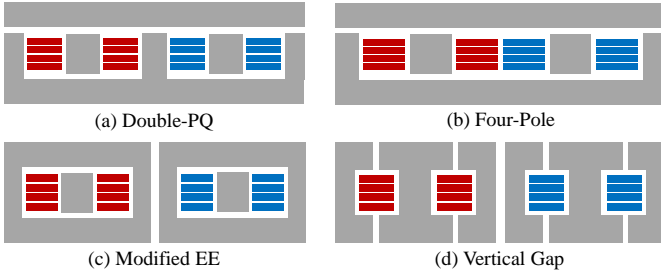 (a) Double-PQ
(b) Four-Pole
(c) Modified EE
(d) Vertical Gap